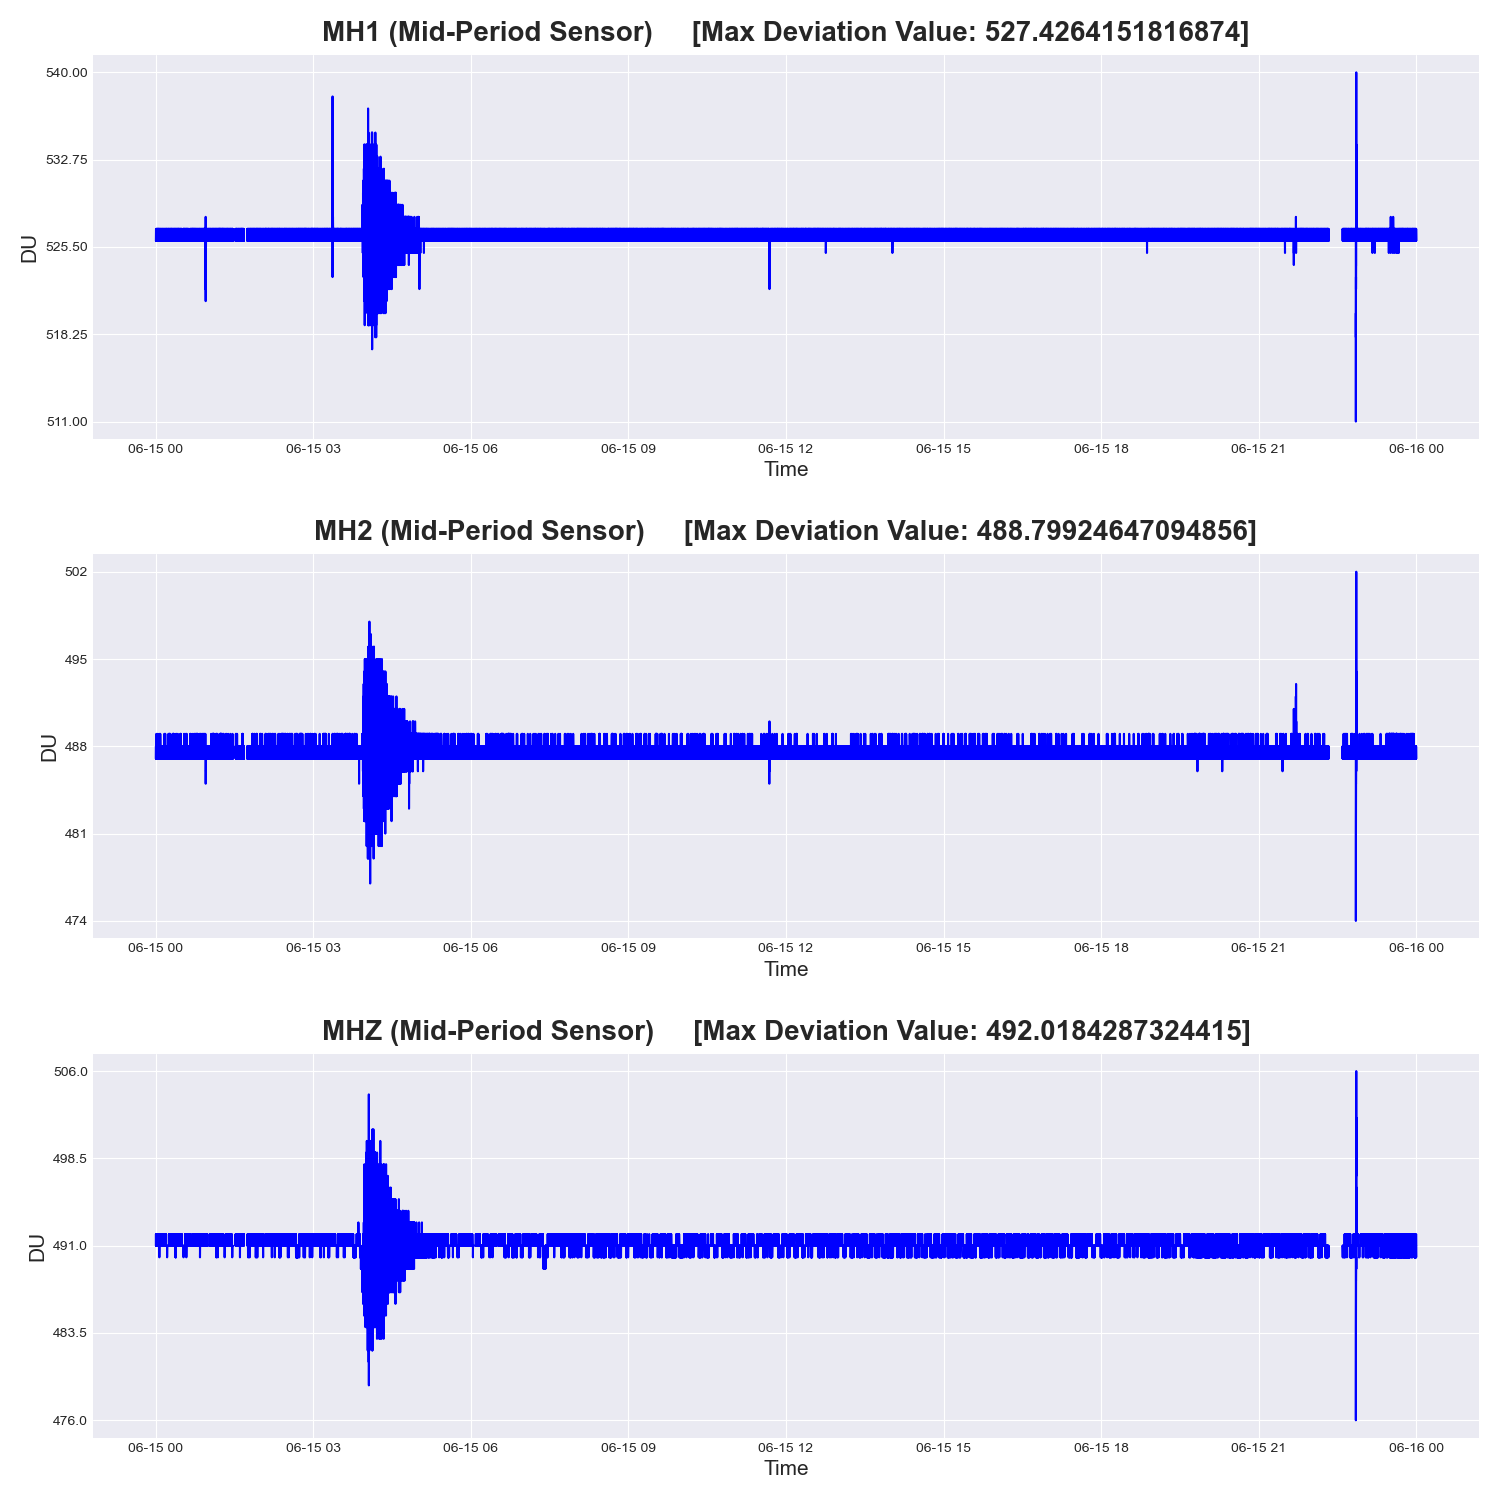 MH1 (Mid-Period Sensor) [Max Deviation Value: 527.4264151816874]
540.00
532.75
525.50
518.25
511.00
DU
06-15 00 06-15 03 06-15 06 06-15 09 06-15 12 06-15 15 06-15 18 06-15 21 06-16 00
Time
MH2 (Mid-Period Sensor) [Max Deviation Value: 488.79924647094856]
502
495
488
481
474
DU
06-15 00 06-15 03 06-15 06 06-15 09 06-15 12 06-15 15 06-15 18 06-15 21 06-16 00
Time
MHZ (Mid-Period Sensor) [Max Deviation Value: 492.0184287324415]
506.0
498.5
491.0
483.5
476.0
DU
06-15 00 06-15 03 06-15 06 06-15 09 06-15 12 06-15 15 06-15 18 06-15 21 06-16 00
Time